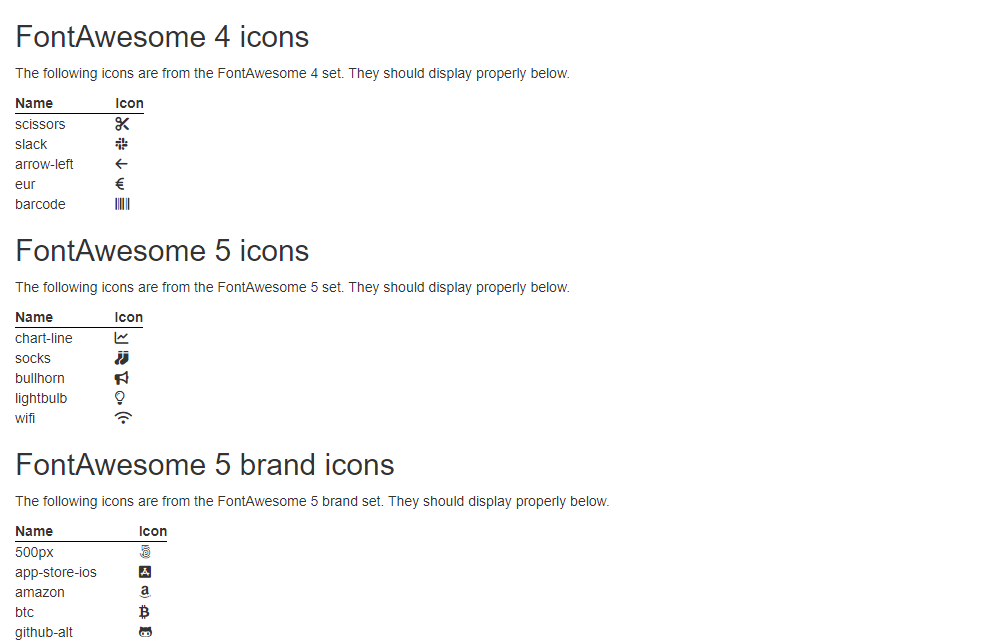 FontAwesome 4 icons
The following icons are from the FontAwesome 4 set. They should display properly below.
Name Icon
scissors
slack
arrow-left
eur
barcode
FontAwesome 5 icons
The following icons are from the FontAwesome 5 set. They should display properly below.
Name Icon
chart-line
socks
bullhorn
lightbulb
wifi
FontAwesome 5 brand icons
The following icons are from the FontAwesome 5 brand set. They should display properly below.
Name Icon
500px
app-store-ios
amazon
btc
github-alt